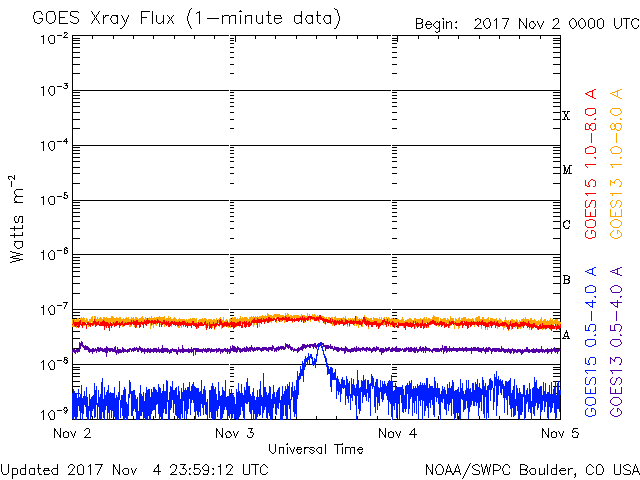 GOES Xray Flux (1-minute data)
Begin: 2017 Nov 2 0000 UTC
10⁻²
10⁻³
10⁻⁴
10⁻⁵
10⁻⁶
10⁻⁷
10⁻⁸
10⁻⁹
Watts m⁻²
X
M
C
B
A
GOES15 1.0-8.0 A
GOES13 1.0-8.0 A
GOES15 0.5-4.0 A
GOES13 0.5-4.0 A
Nov 2 Nov 3 Nov 4 Nov 5
Universal Time
Updated 2017 Nov 4 23:59:12 UTC
NOAA/SWPC Boulder, CO USA